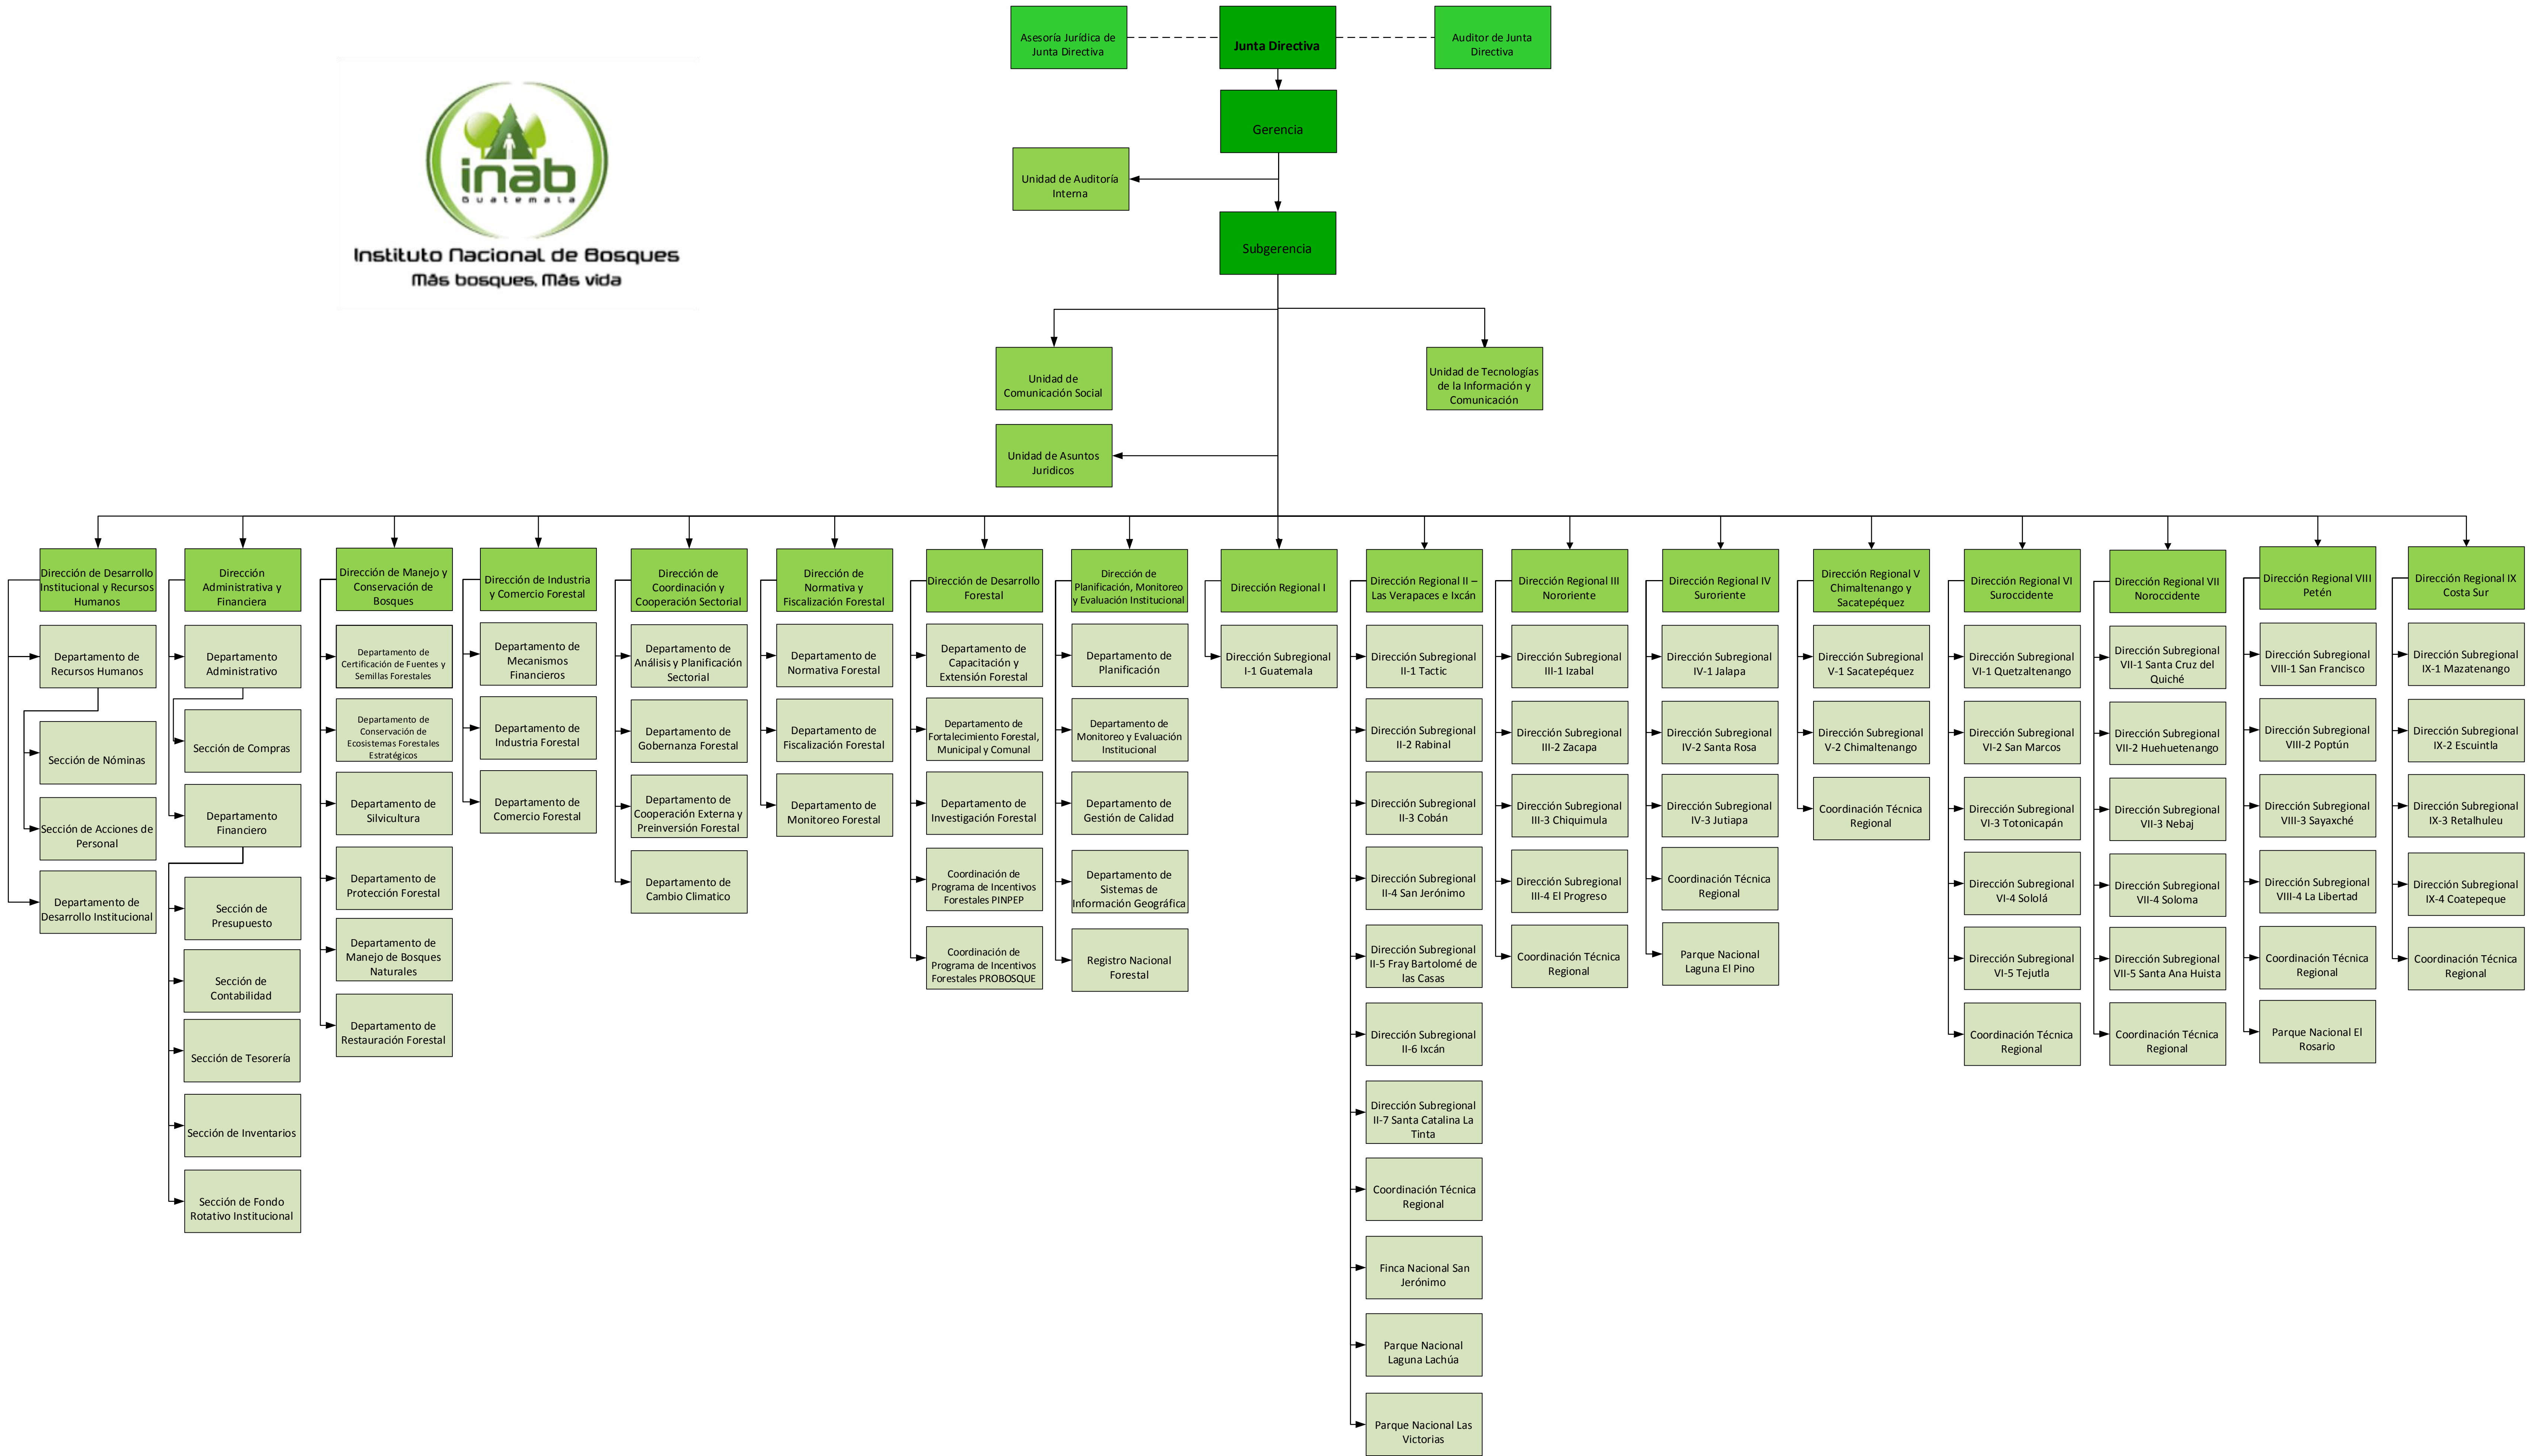 Asesoría Jurídica de
Junta Directiva
Junta Directiva
Auditor de Junta
Directiva
Gerencia
Unidad de Auditoría
Interna
Subgerencia
inab
Guatemala
Instituto Nacional de Bosques
Más bosques, Más vida
Unidad de
Comunicación Social
Unidad de Tecnologías
de la Información y
Comunicación
Unidad de Asuntos
Juridicos
Dirección de Desarrollo
Institucional y Recursos
Humanos
Departamento de
Recursos Humanos
Sección de Nóminas
Sección de Acciones de
Personal
Departamento de
Desarrollo Institucional
Dirección
Administrativa y
Financiera
Departamento
Administrativo
Sección de Compras
Departamento
Financiero
Sección de
Presupuesto
Sección de
Contabilidad
Sección de Tesorería
Sección de Inventarios
Sección de Fondo
Rotativo Institucional
Dirección de Manejo y
Conservación de
Bosques
Departamento de
Certificación de Fuentes y
Semillas Forestales
Departamento de
Conservación de
Ecosistemas Forestales
Estratégicos
Departamento de
Silvicultura
Departamento de
Protección Forestal
Departamento de
Manejo de Bosques
Naturales
Departamento de
Restauración Forestal
Dirección de Industria
y Comercio Forestal
Departamento de
Mecanismos
Financieros
Departamento de
Industria Forestal
Departamento de
Comercio Forestal
Dirección de
Coordinación y
Cooperación Sectorial
Departamento de
Análisis y Planificación
Sectorial
Departamento de
Gobernanza Forestal
Departamento de
Cooperación Externa y
Preinversión Forestal
Departamento de
Cambio Climatico
Dirección de
Normativa y
Fiscalización Forestal
Departamento de
Normativa Forestal
Departamento de
Fiscalización Forestal
Departamento de
Monitoreo Forestal
Dirección de Desarrollo
Forestal
Departamento de
Capacitación y
Extensión Forestal
Departamento de
Fortalecimiento Forestal,
Municipal y Comunal
Departamento de
Investigación Forestal
Coordinación de
Programa de Incentivos
Forestales PINPEP
Coordinación de
Programa de Incentivos
Forestales PROBOSQUE
Dirección de
Planificación, Monitoreo
y Evaluación Institucional
Departamento de
Planificación
Departamento de
Monitoreo y Evaluación
Institucional
Departamento de
Gestión de Calidad
Departamento de
Sistemas de
Información Geográfica
Registro Nacional
Forestal
Dirección Regional I
Dirección Subregional
I-1 Guatemala
Dirección Regional II –
Las Verapaces e Ixcán
Dirección Subregional
II-1 Tactic
Dirección Subregional
II-2 Rabinal
Dirección Subregional
II-3 Cobán
Dirección Subregional
II-4 San Jerónimo
Dirección Subregional
II-5 Fray Bartolomé de
las Casas
Dirección Subregional
II-6 Ixcán
Dirección Subregional
II-7 Santa Catalina La
Tinta
Coordinación Técnica
Regional
Finca Nacional San
Jerónimo
Parque Nacional
Laguna Lachúa
Parque Nacional Las
Victorias
Dirección Regional III
Nororiente
Dirección Subregional
III-1 Izabal
Dirección Subregional
III-2 Zacapa
Dirección Subregional
III-3 Chiquimula
Dirección Subregional
III-4 El Progreso
Coordinación Técnica
Regional
Dirección Regional IV
Suroriente
Dirección Subregional
IV-1 Jalapa
Dirección Subregional
IV-2 Santa Rosa
Dirección Subregional
IV-3 Jutiapa
Coordinación Técnica
Regional
Parque Nacional
Laguna El Pino
Dirección Regional V
Chimaltenango y
Sacatepéquez
Dirección Subregional
V-1 Sacatepéquez
Dirección Subregional
V-2 Chimaltenango
Coordinación Técnica
Regional
Dirección Regional VI
Suroccidente
Dirección Subregional
VI-1 Quetzaltenango
Dirección Subregional
VI-2 San Marcos
Dirección Subregional
VI-3 Totonicapán
Dirección Subregional
VI-4 Sololá
Dirección Subregional
VI-5 Tejutla
Coordinación Técnica
Regional
Dirección Regional VII
Noroccidente
Dirección Subregional
VII-1 Santa Cruz del
Quiché
Dirección Subregional
VII-2 Huehuetenango
Dirección Subregional
VII-3 Nebaj
Dirección Subregional
VII-4 Soloma
Dirección Subregional
VII-5 Santa Ana Huista
Coordinación Técnica
Regional
Dirección Regional VIII
Petén
Dirección Subregional
VIII-1 San Francisco
Dirección Subregional
VIII-2 Poptún
Dirección Subregional
VIII-3 Sayaxché
Dirección Subregional
VIII-4 La Libertad
Coordinación Técnica
Regional
Parque Nacional El
Rosario
Dirección Regional IX
Costa Sur
Dirección Subregional
IX-1 Mazatenango
Dirección Subregional
IX-2 Escuintla
Dirección Subregional
IX-3 Retalhuleu
Dirección Subregional
IX-4 Coatepeque
Coordinación Técnica
Regional